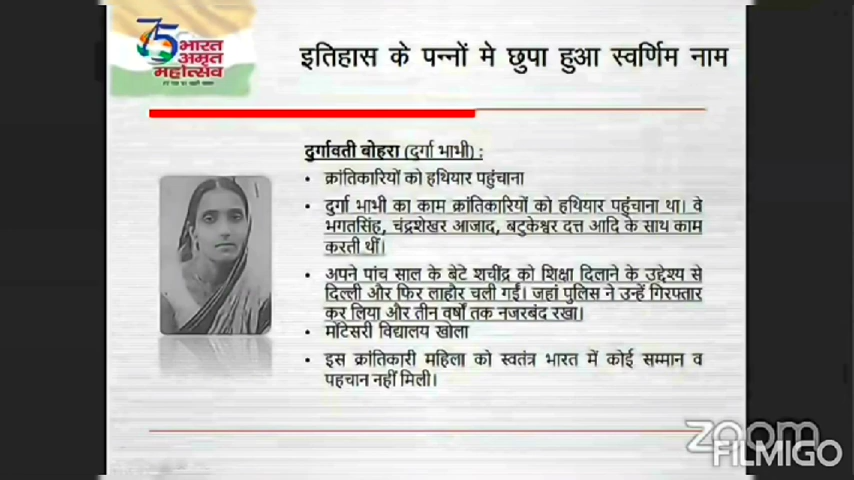 75
भारत
अमृत
महोत्सव
इतिहास के पन्नों मे छुपा हुआ स्वर्णिम नाम
दुर्गावती बोहरा (दुर्गा भाभी) :
• क्रांतिकारियों को हथियार पहुंचाना
• दुर्गा भाभी का काम क्रांतिकारियों को हथियार पहुंचाना था। वे
भगतसिंह, चंद्रशेखर आजाद, बटुकेश्वर दत्त आदि के साथ काम
करती थीं।
• अपने पांच साल के बेटे शचींद्र को शिक्षा दिलाने के उद्देश्य से
दिल्ली और फिर लाहौर चली गईं। जहां पुलिस ने उन्हें गिरफ्तार
कर लिया और तीन वर्षों तक नजरबंद रखा।
• मोंटेसरी विद्यालय खोला
• इस क्रांतिकारी महिला को स्वतंत्र भारत में कोई सम्मान व
पहचान नहीं मिली।
zoom
FILMIGO